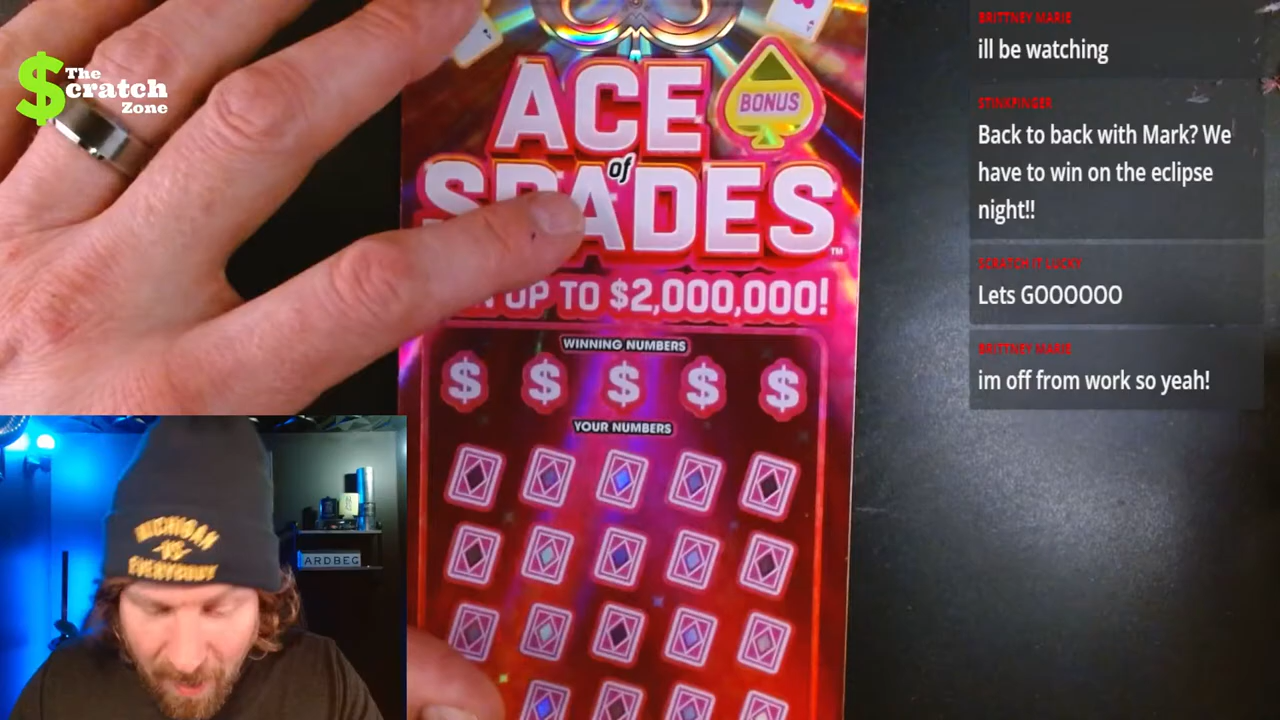 The
$cratch
Zone
ACE
BONUS
of
SPADES™
UP TO $2,000,000!
WINNING NUMBERS
$ $ $ $ $
YOUR NUMBERS
MICHIGAN
-VS-
EVERYBODY
ARDBEG
BRITTNEY MARIE
ill be watching
STINKFINGER
Back to back with Mark? We
have to win on the eclipse
night!!
SCRATCH IT LUCKY
Lets GOOOOOO
BRITTNEY MARIE
im off from work so yeah!